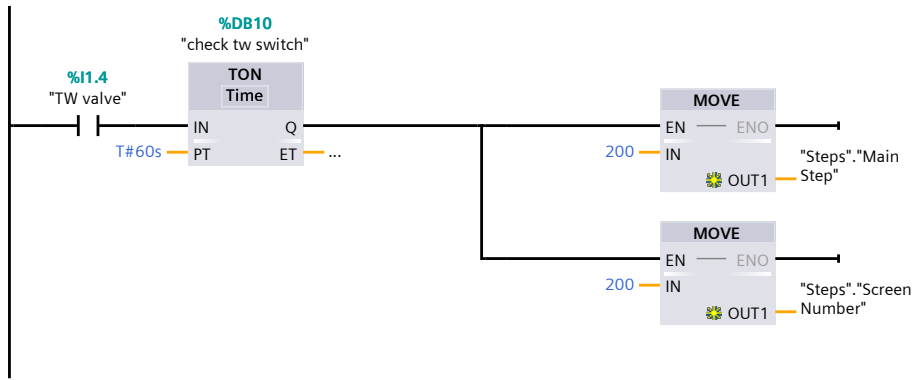 %DB10
"check tw switch"
%I1.4
"TW valve"
TON
Time
IN Q
T#60s PT ET ...
MOVE
EN ENO
200 IN
OUT1 "Steps"."Main
Step"
MOVE
EN ENO
200 IN
OUT1 "Steps"."Screen
Number"